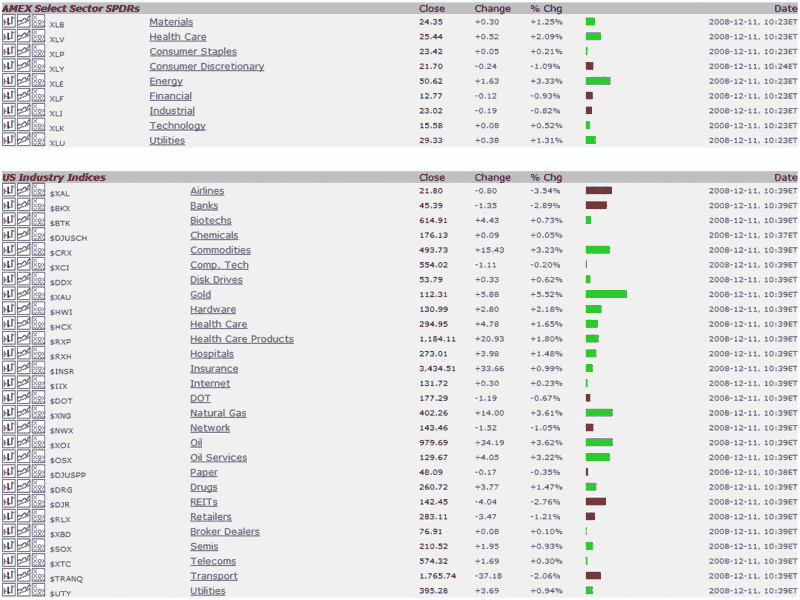 AMEX Select Sector SPDRs Close Change % Chg Date
XLB Materials 24.35 +0.30 +1.25% 2008-12-11, 10:23ET
XLV Health Care 25.44 +0.52 +2.09% 2008-12-11, 10:23ET
XLP Consumer Staples 23.42 +0.05 +0.21% 2008-12-11, 10:23ET
XLY Consumer Discretionary 21.70 -0.24 -1.09% 2008-12-11, 10:24ET
XLE Energy 50.62 +1.63 +3.33% 2008-12-11, 10:23ET
XLF Financial 12.77 -0.12 -0.93% 2008-12-11, 10:23ET
XLI Industrial 23.02 -0.19 -0.82% 2008-12-11, 10:23ET
XLK Technology 15.58 +0.08 +0.52% 2008-12-11, 10:23ET
XLU Utilities 29.33 +0.38 +1.31% 2008-12-11, 10:23ET
US Industry Indices Close Change % Chg Date
$XAL Airlines 21.80 -0.80 -3.54% 2008-12-11, 10:39ET
$BKX Banks 45.39 -1.35 -2.89% 2008-12-11, 10:39ET
$BTK Biotechs 614.91 +4.43 +0.73% 2008-12-11, 10:39ET
$DJUSCH Chemicals 176.13 +0.09 +0.05% 2008-12-11, 10:37ET
$CRX Commodities 493.73 +15.43 +3.23% 2008-12-11, 10:39ET
$XCI Comp. Tech 554.02 -1.11 -0.20% 2008-12-11, 10:39ET
$DDX Disk Drives 53.79 +0.33 +0.62% 2008-12-11, 10:39ET
$XAU Gold 112.31 +5.88 +5.52% 2008-12-11, 10:39ET
$HWI Hardware 130.99 +2.80 +2.18% 2008-12-11, 10:39ET
$HCX Health Care 294.95 +4.78 +1.65% 2008-12-11, 10:39ET
$RXP Health Care Products 1,184.11 +20.93 +1.80% 2008-12-11, 10:39ET
$RXH Hospitals 273.01 +3.98 +1.48% 2008-12-11, 10:39ET
$INSR Insurance 3,434.51 +33.66 +0.99% 2008-12-11, 10:39ET
$IIX Internet 131.72 +0.30 +0.23% 2008-12-11, 10:39ET
$DOT DOT 177.29 -1.19 -0.67% 2008-12-11, 10:39ET
$XNG Natural Gas 402.26 +14.00 +3.61% 2008-12-11, 10:39ET
$NWX Network 143.46 -1.52 -1.05% 2008-12-11, 10:39ET
$XOI Oil 979.69 +34.19 +3.62% 2008-12-11, 10:39ET
$OSX Oil Services 129.67 +4.05 +3.22% 2008-12-11, 10:39ET
$DJUSPP Paper 48.09 -0.17 -0.35% 2008-12-11, 10:38ET
$DRG Drugs 260.72 +3.77 +1.47% 2008-12-11, 10:39ET
$DJR REITs 142.45 -4.04 -2.76% 2008-12-11, 10:39ET
$RLX Retailers 283.11 -3.47 -1.21% 2008-12-11, 10:39ET
$XBD Broker Dealers 76.91 +0.08 +0.10% 2008-12-11, 10:39ET
$SOX Semis 210.52 +1.95 +0.93% 2008-12-11, 10:39ET
$XTC Telecoms 574.32 +1.69 +0.30% 2008-12-11, 10:39ET
$TRANQ Transport 1,765.74 -37.18 -2.06% 2008-12-11, 10:39ET
$UTY Utilities 395.28 +3.69 +0.94% 2008-12-11, 10:39ET